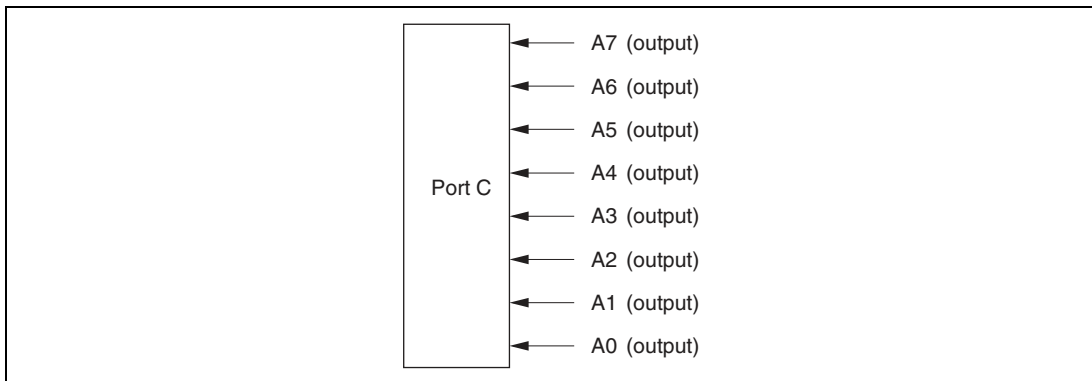 A7 (output)
A6 (output)
A5 (output)
A4 (output)
Port C
A3 (output)
A2 (output)
A1 (output)
A0 (output)